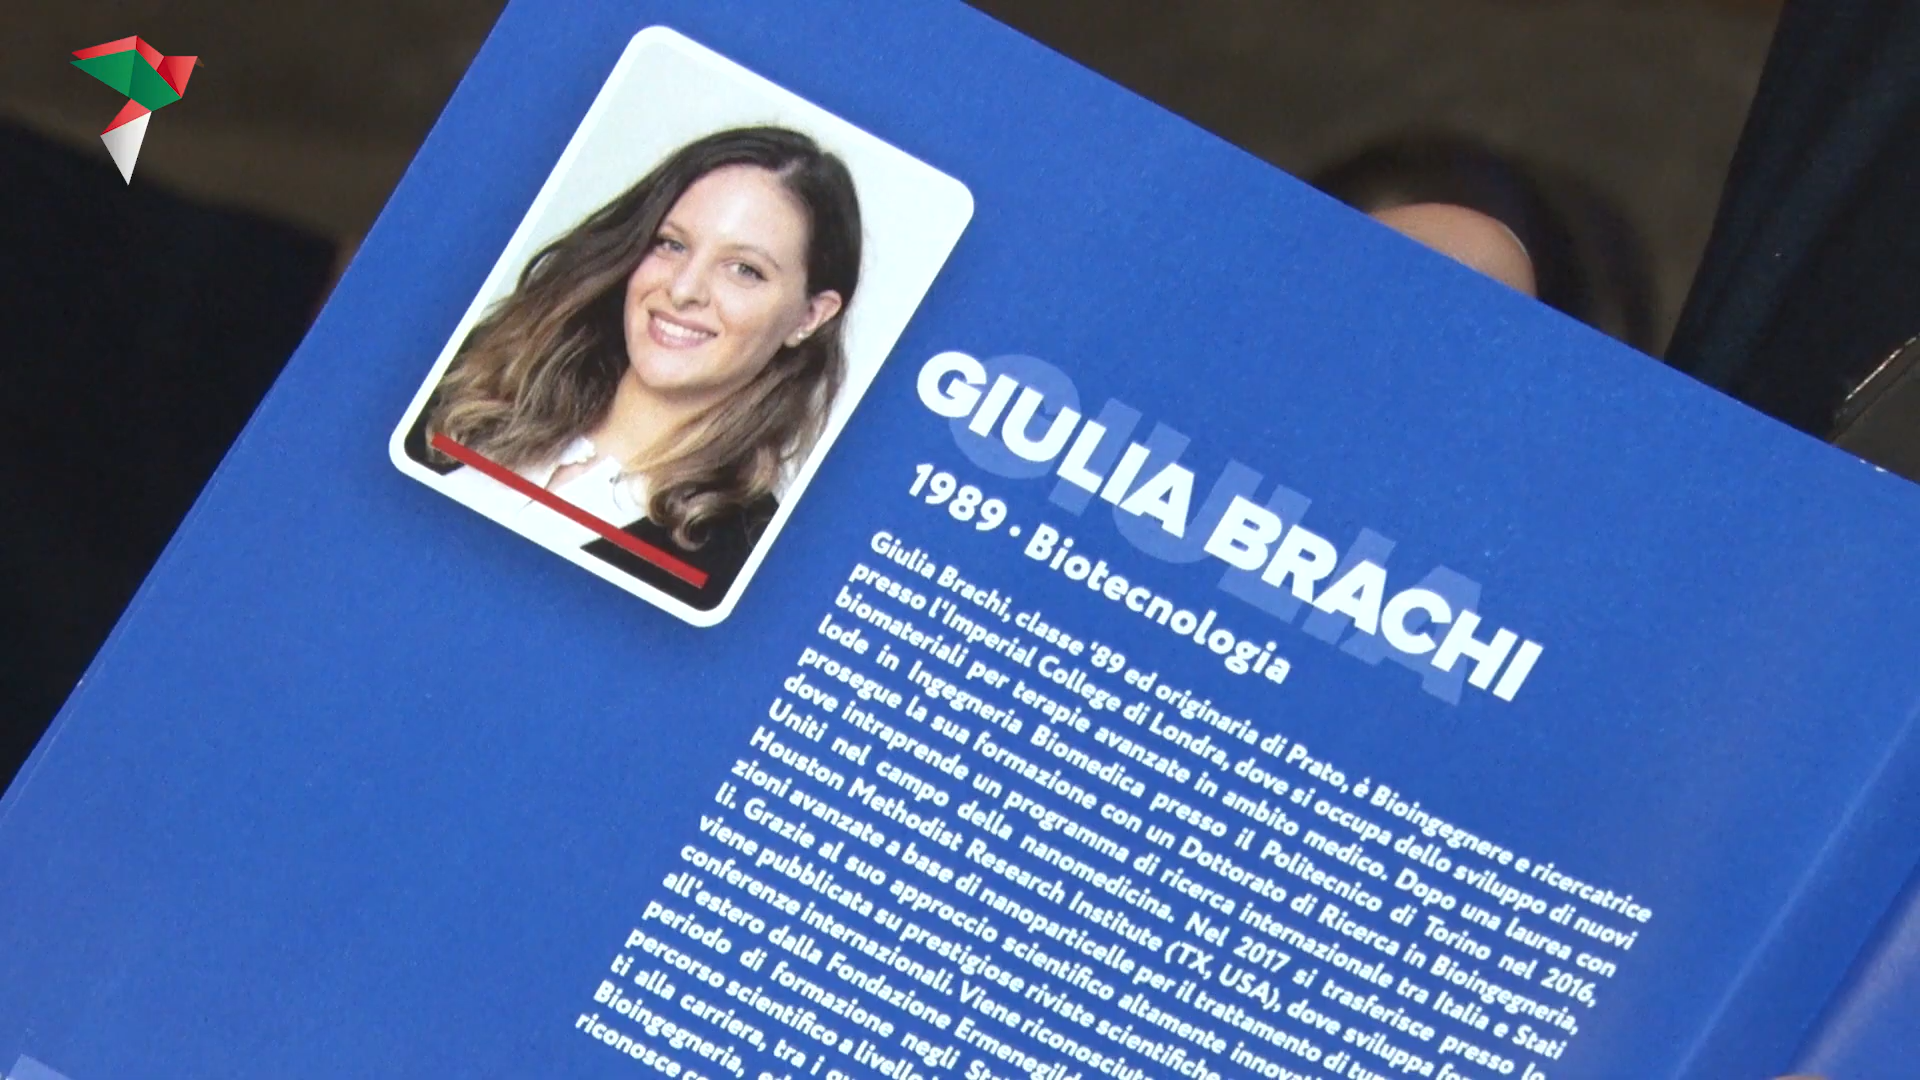 GIULIA BRACHI
GIULIA
1989 · Biotecnologia
Giulia Brachi, classe '89 ed originaria di Prato, è Bioingegnere e ricercatrice
presso l'Imperial College di Londra, dove si occupa dello sviluppo di nuovi
biomateriali per terapie avanzate in ambito medico. Dopo una laurea con
lode in Ingegneria Biomedica presso il Politecnico di Torino nel 2016,
prosegue la sua formazione con un Dottorato di Ricerca in Bioingegneria,
dove intraprende un programma di ricerca internazionale tra Italia e Stati
Uniti nel campo della nanomedicina. Nel 2017 si trasferisce presso lo
Houston Methodist Research Institute (TX, USA), dove sviluppa
zioni avanzate a base di nanoparticelle per il trattamento di
li. Grazie al suo approccio scientifico altamente
viene pubblicata su prestigiose riviste scientifiche
conferenze internazionali. Viene
all'estero dalla Fondazione
periodo di formazione negli
percorso scientifico a livello
ti alla carriera, tra i
Bioingegneria,
riconosce